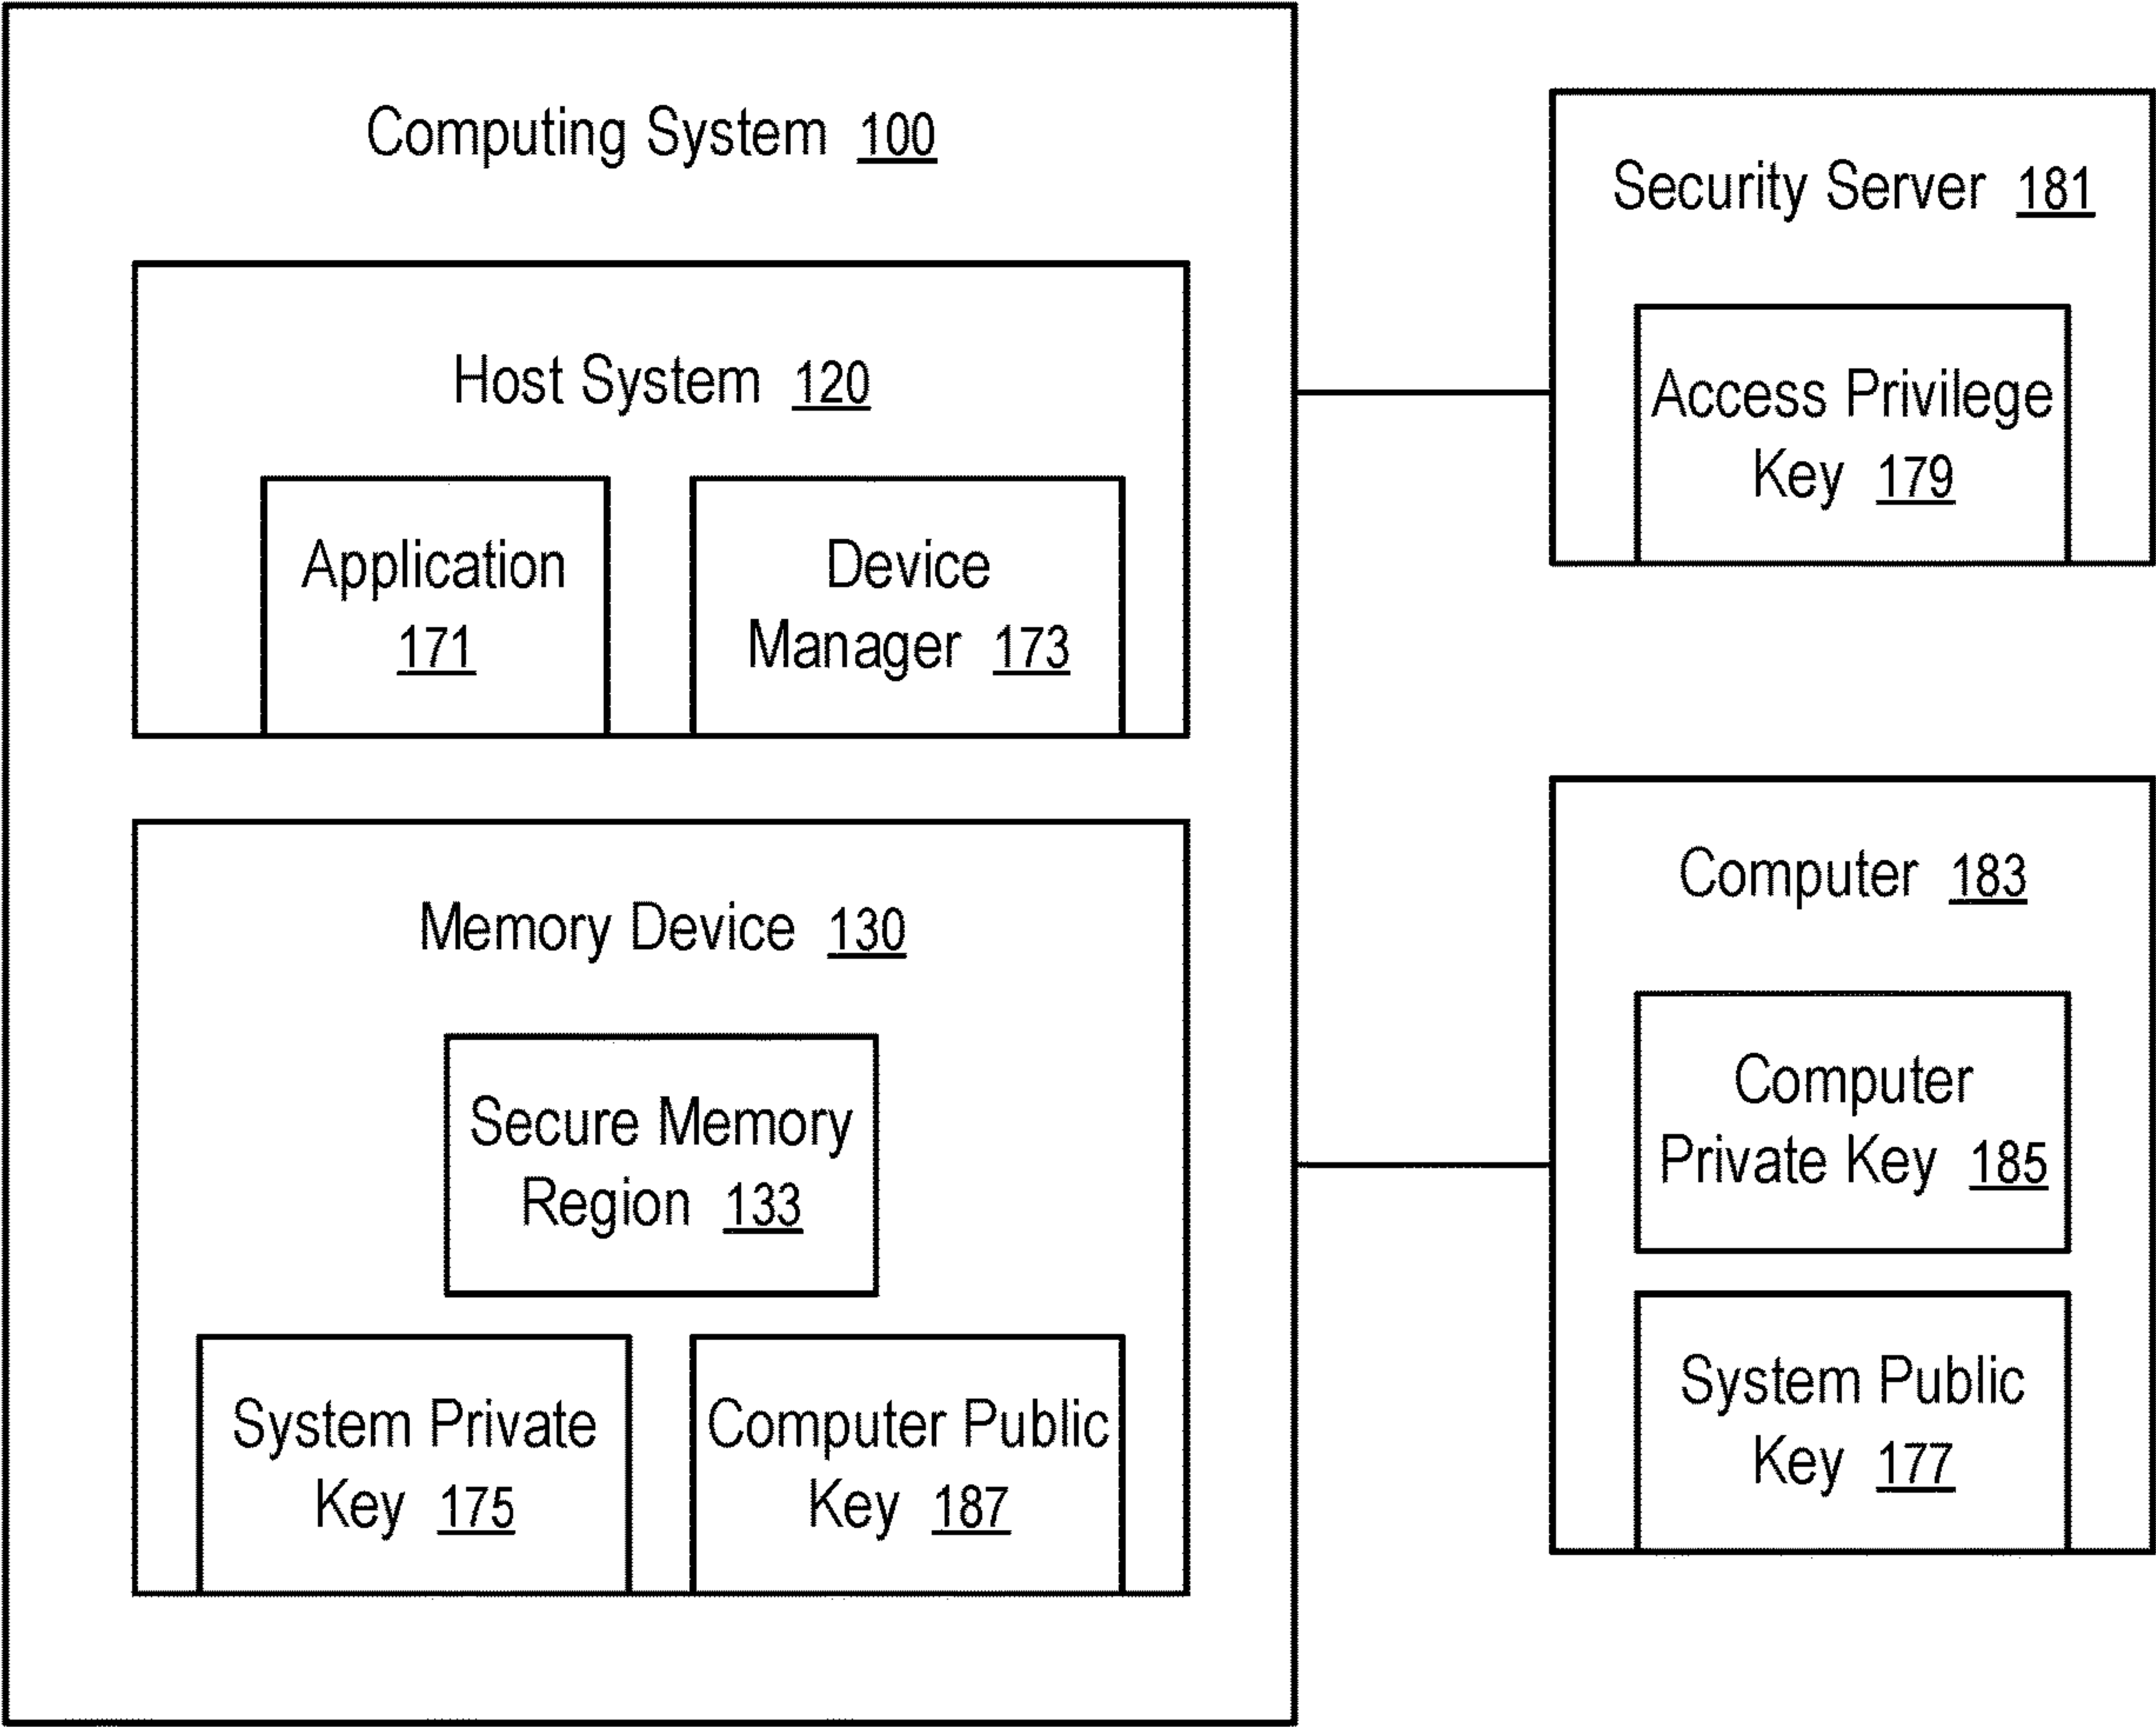 Computing System 100
Host System 120
Application
171
Device
Manager 173
Memory Device 130
Secure Memory
Region 133
System Private
Key 175
Computer Public
Key 187
Security Server 181
Access Privilege
Key 179
Computer 183
Computer
Private Key 185
System Public
Key 177